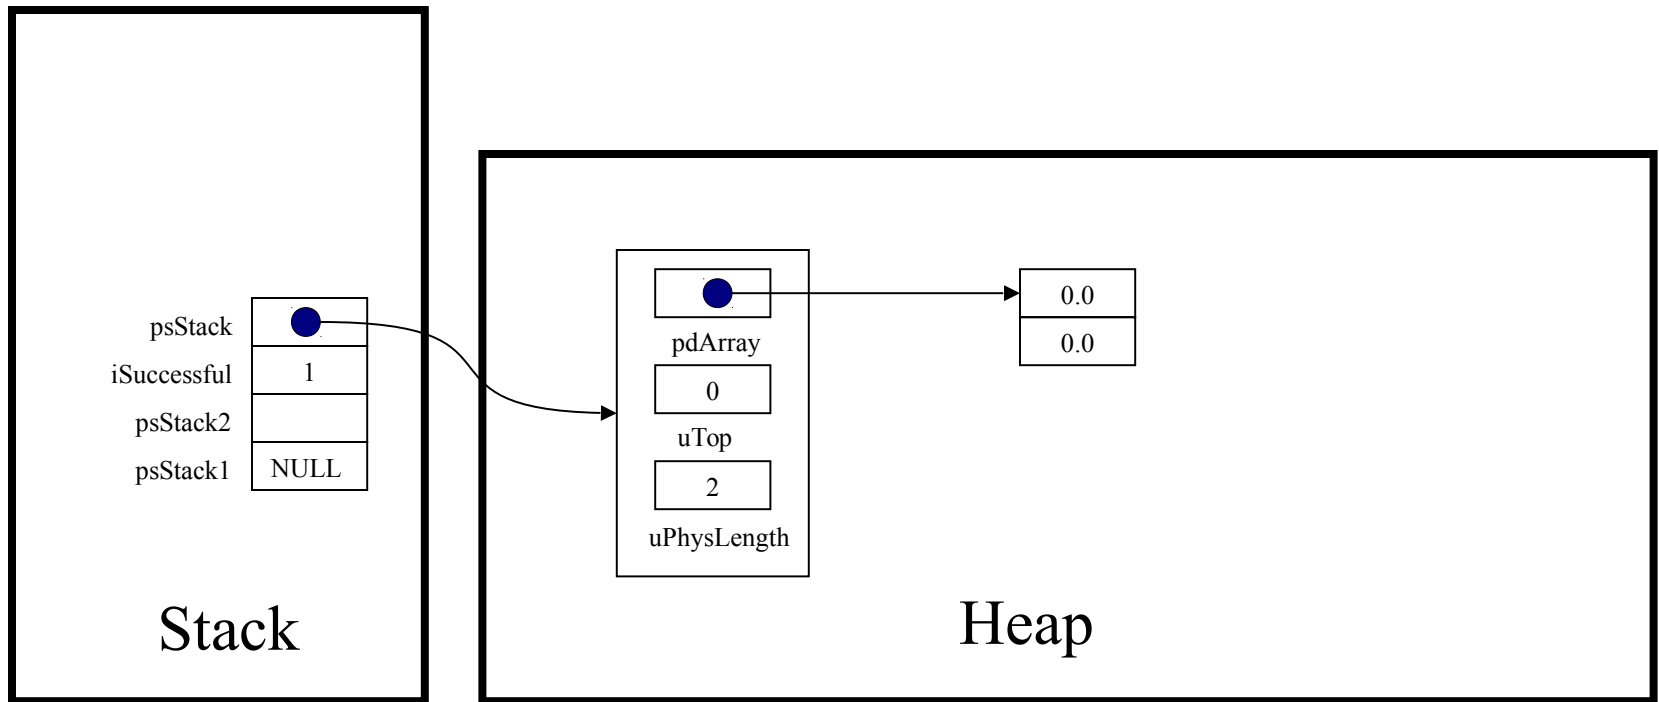 psStack
iSuccessful 1
psStack2
psStack1 NULL
Stack
pdArray
0
uTop
2
uPhysLength
0.0
0.0
Heap